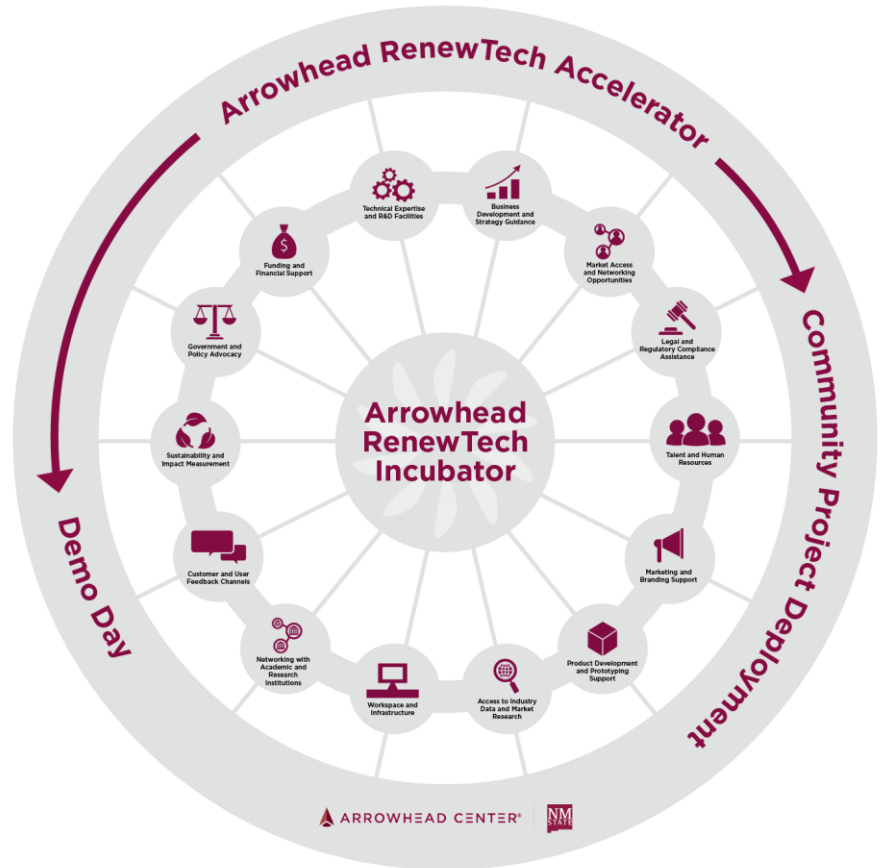 Arrowhead RenewTech Accelerator
Community Project Deployment
Demo Day
Arrowhead
RenewTech
Incubator
Technical Expertise
and R&D Facilities
Business
Development and
Strategy Guidance
Market Access
and Networking
Opportunities
Legal and
Regulatory Compliance
Assistance
Talent and Human
Resources
Marketing and
Branding Support
Product Development
and Prototyping
Support
Access to Industry
Data and Market
Research
Workspace and
Infrastructure
Networking with
Academic and
Research
Institutions
Customer and User
Feedback Channels
Sustainability and
Impact Measurement
Government and
Policy Advocacy
Funding and
Financial Support
$
ARROWHEAD CENTER®
NM
STATE